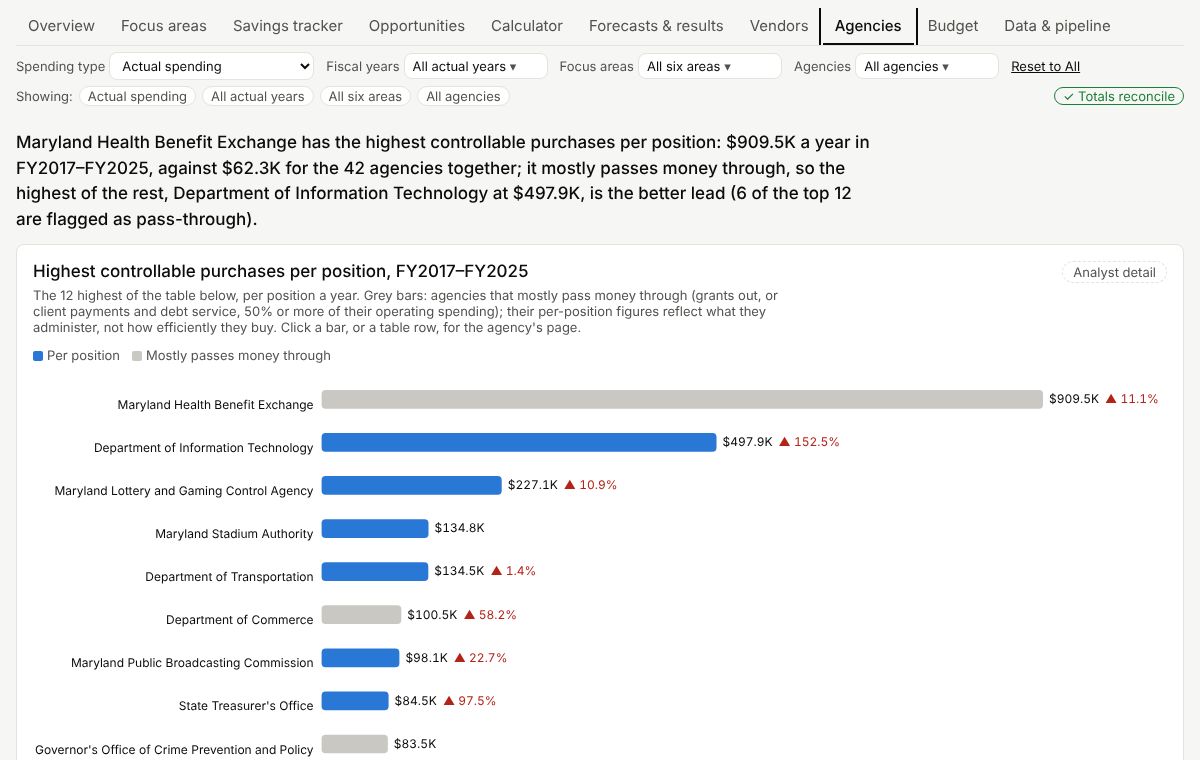 Overview Focus areas Savings tracker Opportunities Calculator Forecasts & results Vendors Agencies Budget Data & pipeline
Spending type Actual spending Fiscal years All actual years ▾ Focus areas All six areas ▾ Agencies All agencies ▾ Reset to All
Showing: Actual spending All actual years All six areas All agencies ✓ Totals reconcile
Maryland Health Benefit Exchange has the highest controllable purchases per position: $909.5K a year in
FY2017–FY2025, against $62.3K for the 42 agencies together; it mostly passes money through, so the
highest of the rest, Department of Information Technology at $497.9K, is the better lead (6 of the top 12
are flagged as pass-through).
Highest controllable purchases per position, FY2017–FY2025
Analyst detail
The 12 highest of the table below, per position a year. Grey bars: agencies that mostly pass money through (grants out, or
client payments and debt service, 50% or more of their operating spending); their per-position figures reflect what they
administer, not how efficiently they buy. Click a bar, or a table row, for the agency's page.
Per position Mostly passes money through
Maryland Health Benefit Exchange $909.5K ▲ 11.1%
Department of Information Technology $497.9K ▲ 152.5%
Maryland Lottery and Gaming Control Agency $227.1K ▲ 10.9%
Maryland Stadium Authority $134.8K
Department of Transportation $134.5K ▲ 1.4%
Department of Commerce $100.5K ▲ 58.2%
Maryland Public Broadcasting Commission $98.1K ▲ 22.7%
State Treasurer's Office $84.5K ▲ 97.5%
Governor's Office of Crime Prevention and Policy $83.5K